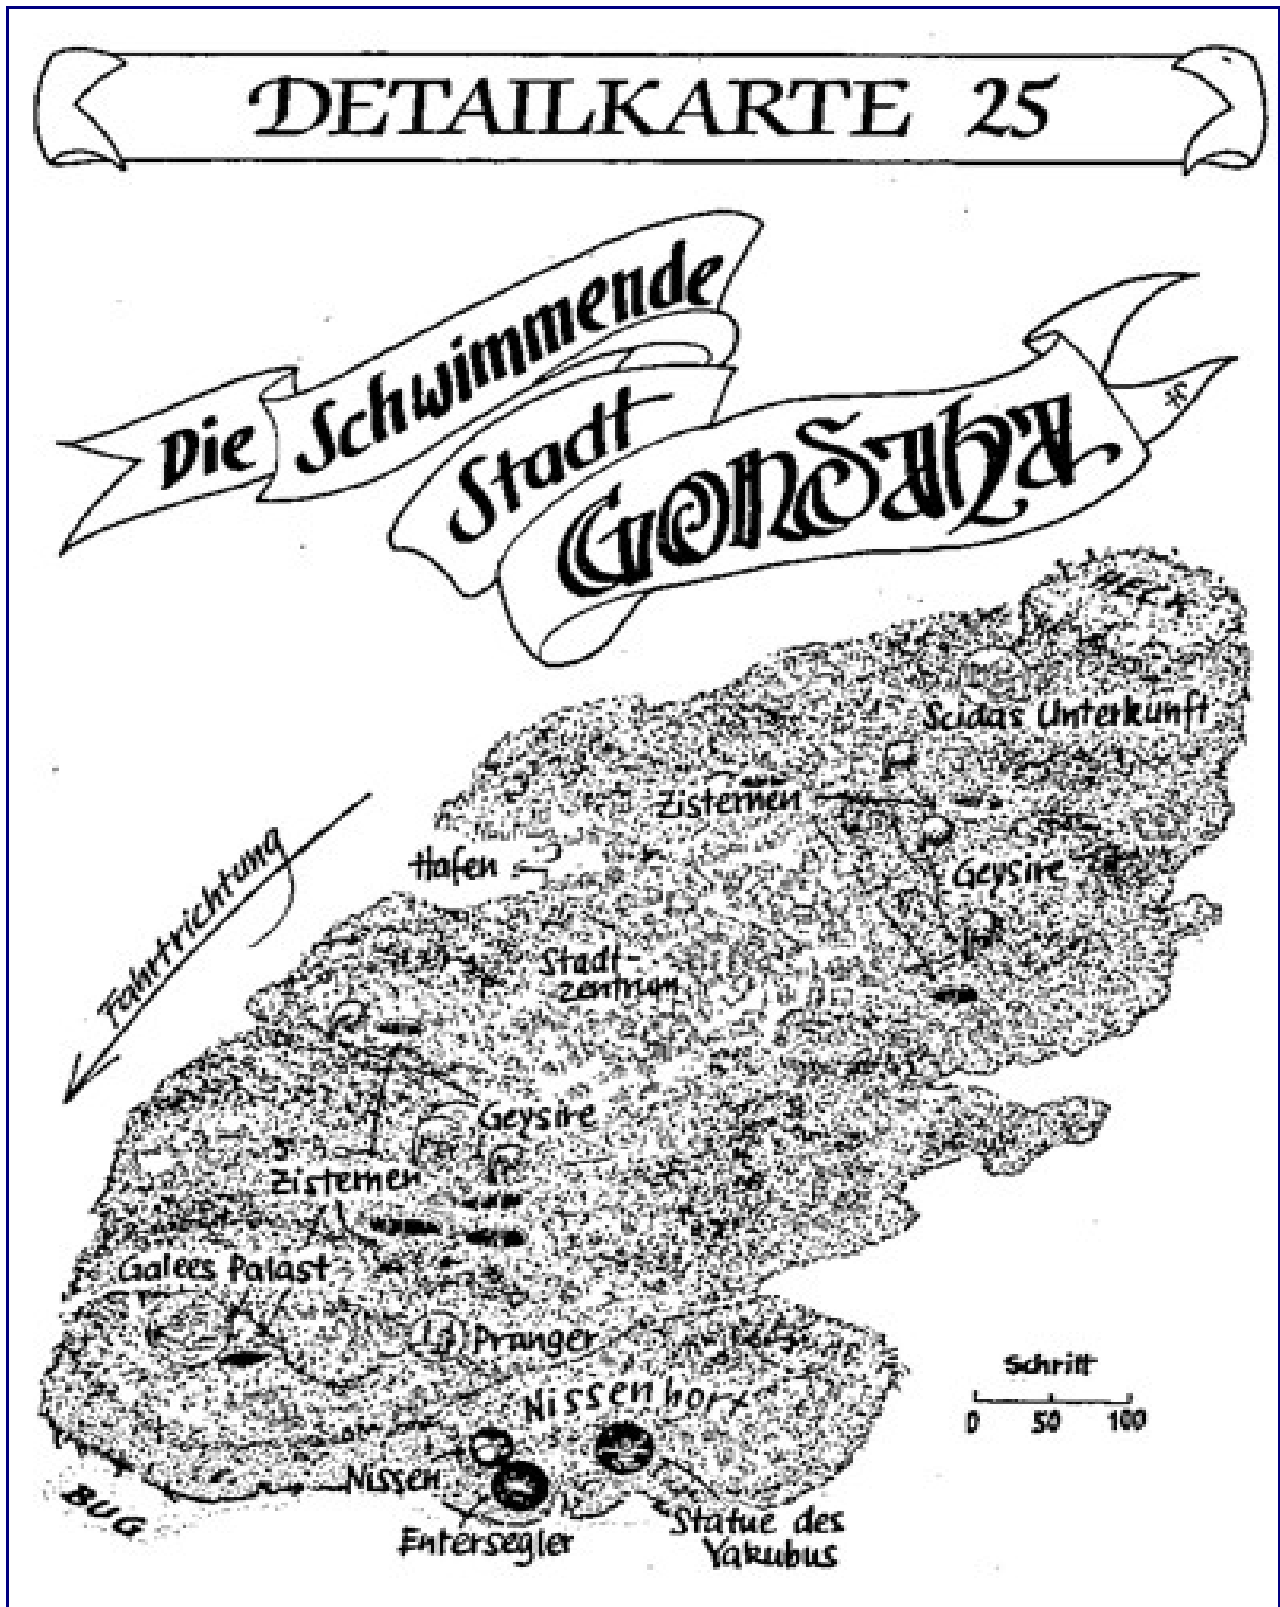 DETAILKARTE 25
Die Schwimmende
Stadt
GONSAHA
HECK
Scidas Unterkunft
Zisternen
Hafen
Geysire
Fahrtrichtung
Stadt-
zentrum
Geysire
Zisternen
Galees Palast
Pranger
Schritt
0 50 100
Nissenhort
Nissen
BUG
Entersegler
Statue des
Yakubus